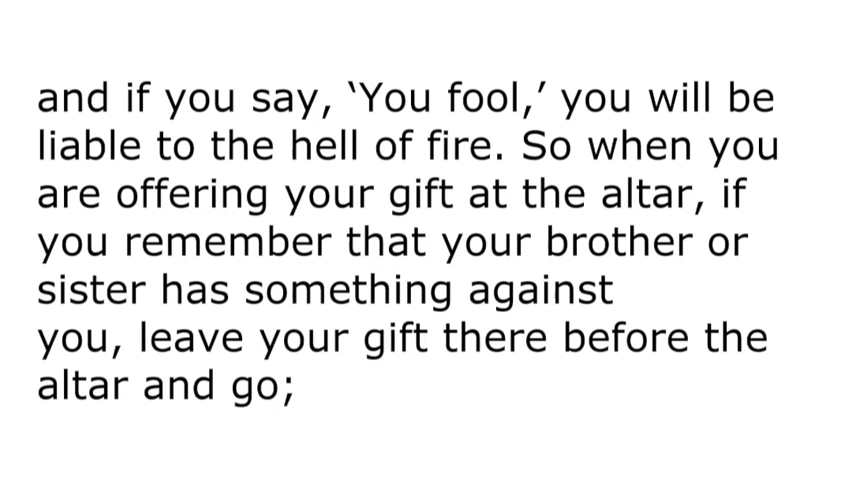 and if you say, ‘You fool,’ you will be
liable to the hell of fire. So when you
are offering your gift at the altar, if
you remember that your brother or
sister has something against
you, leave your gift there before the
altar and go;